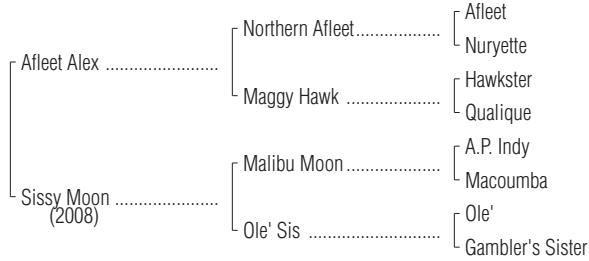 Afleet
Northern Afleet....................
Nuryette
Afleet Alex ........................
Hawkster
Maggy Hawk ......................
Qualique
A.P. Indy
Malibu Moon......................
Macoumba
Sissy Moon ......................
(2008)
Ole'
Ole' Sis .............................
Gambler's Sister